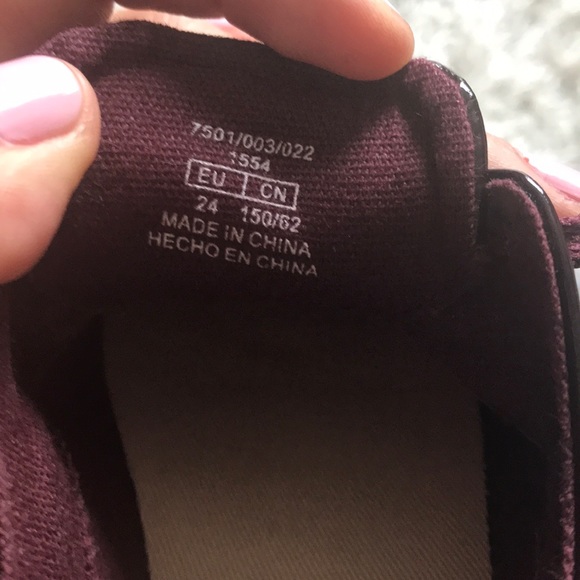 7501/003/022
1554
EU CN
24 150/62
MADE IN CHINA
HECHO EN CHINA